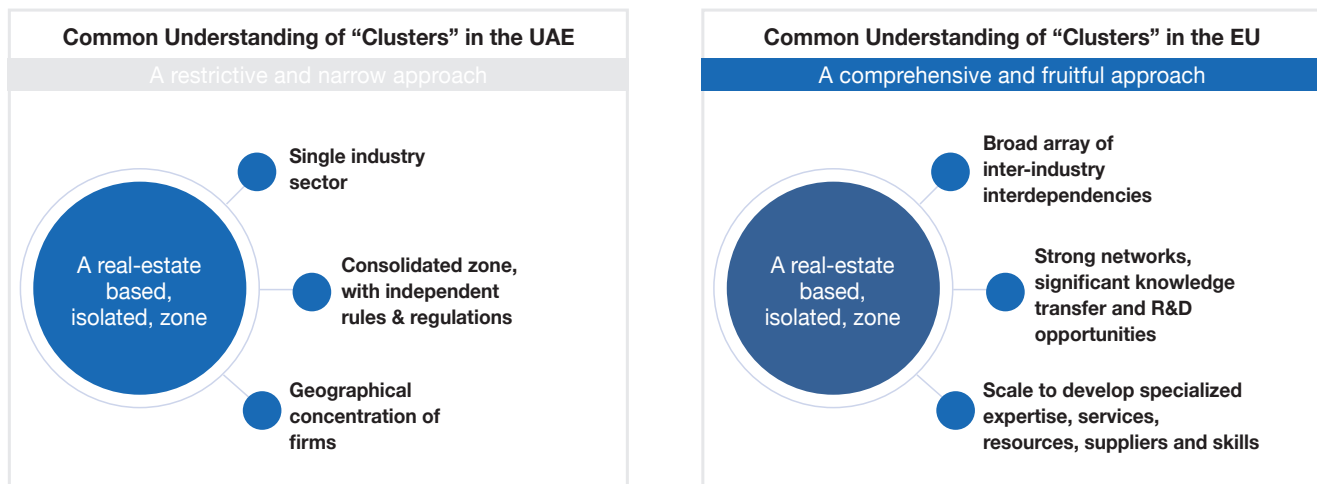 Common Understanding of “Clusters” in the UAE
A restrictive and narrow approach
Single industry
sector
A real-estate
based,
isolated, zone
Consolidated zone,
with independent
rules & regulations
Geographical
concentration of
firms
Common Understanding of “Clusters” in the EU
A comprehensive and fruitful approach
Broad array of
inter-industry
interdependencies
A real-estate
based,
isolated, zone
Strong networks,
significant knowledge
transfer and R&D
opportunities
Scale to develop specialized
expertise, services,
resources, suppliers and skills